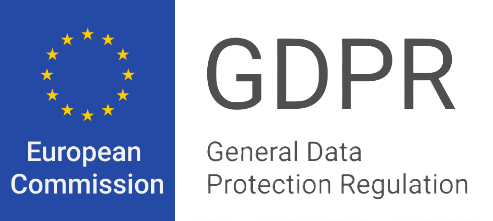 European
Commission
GDPR
General Data
Protection Regulation